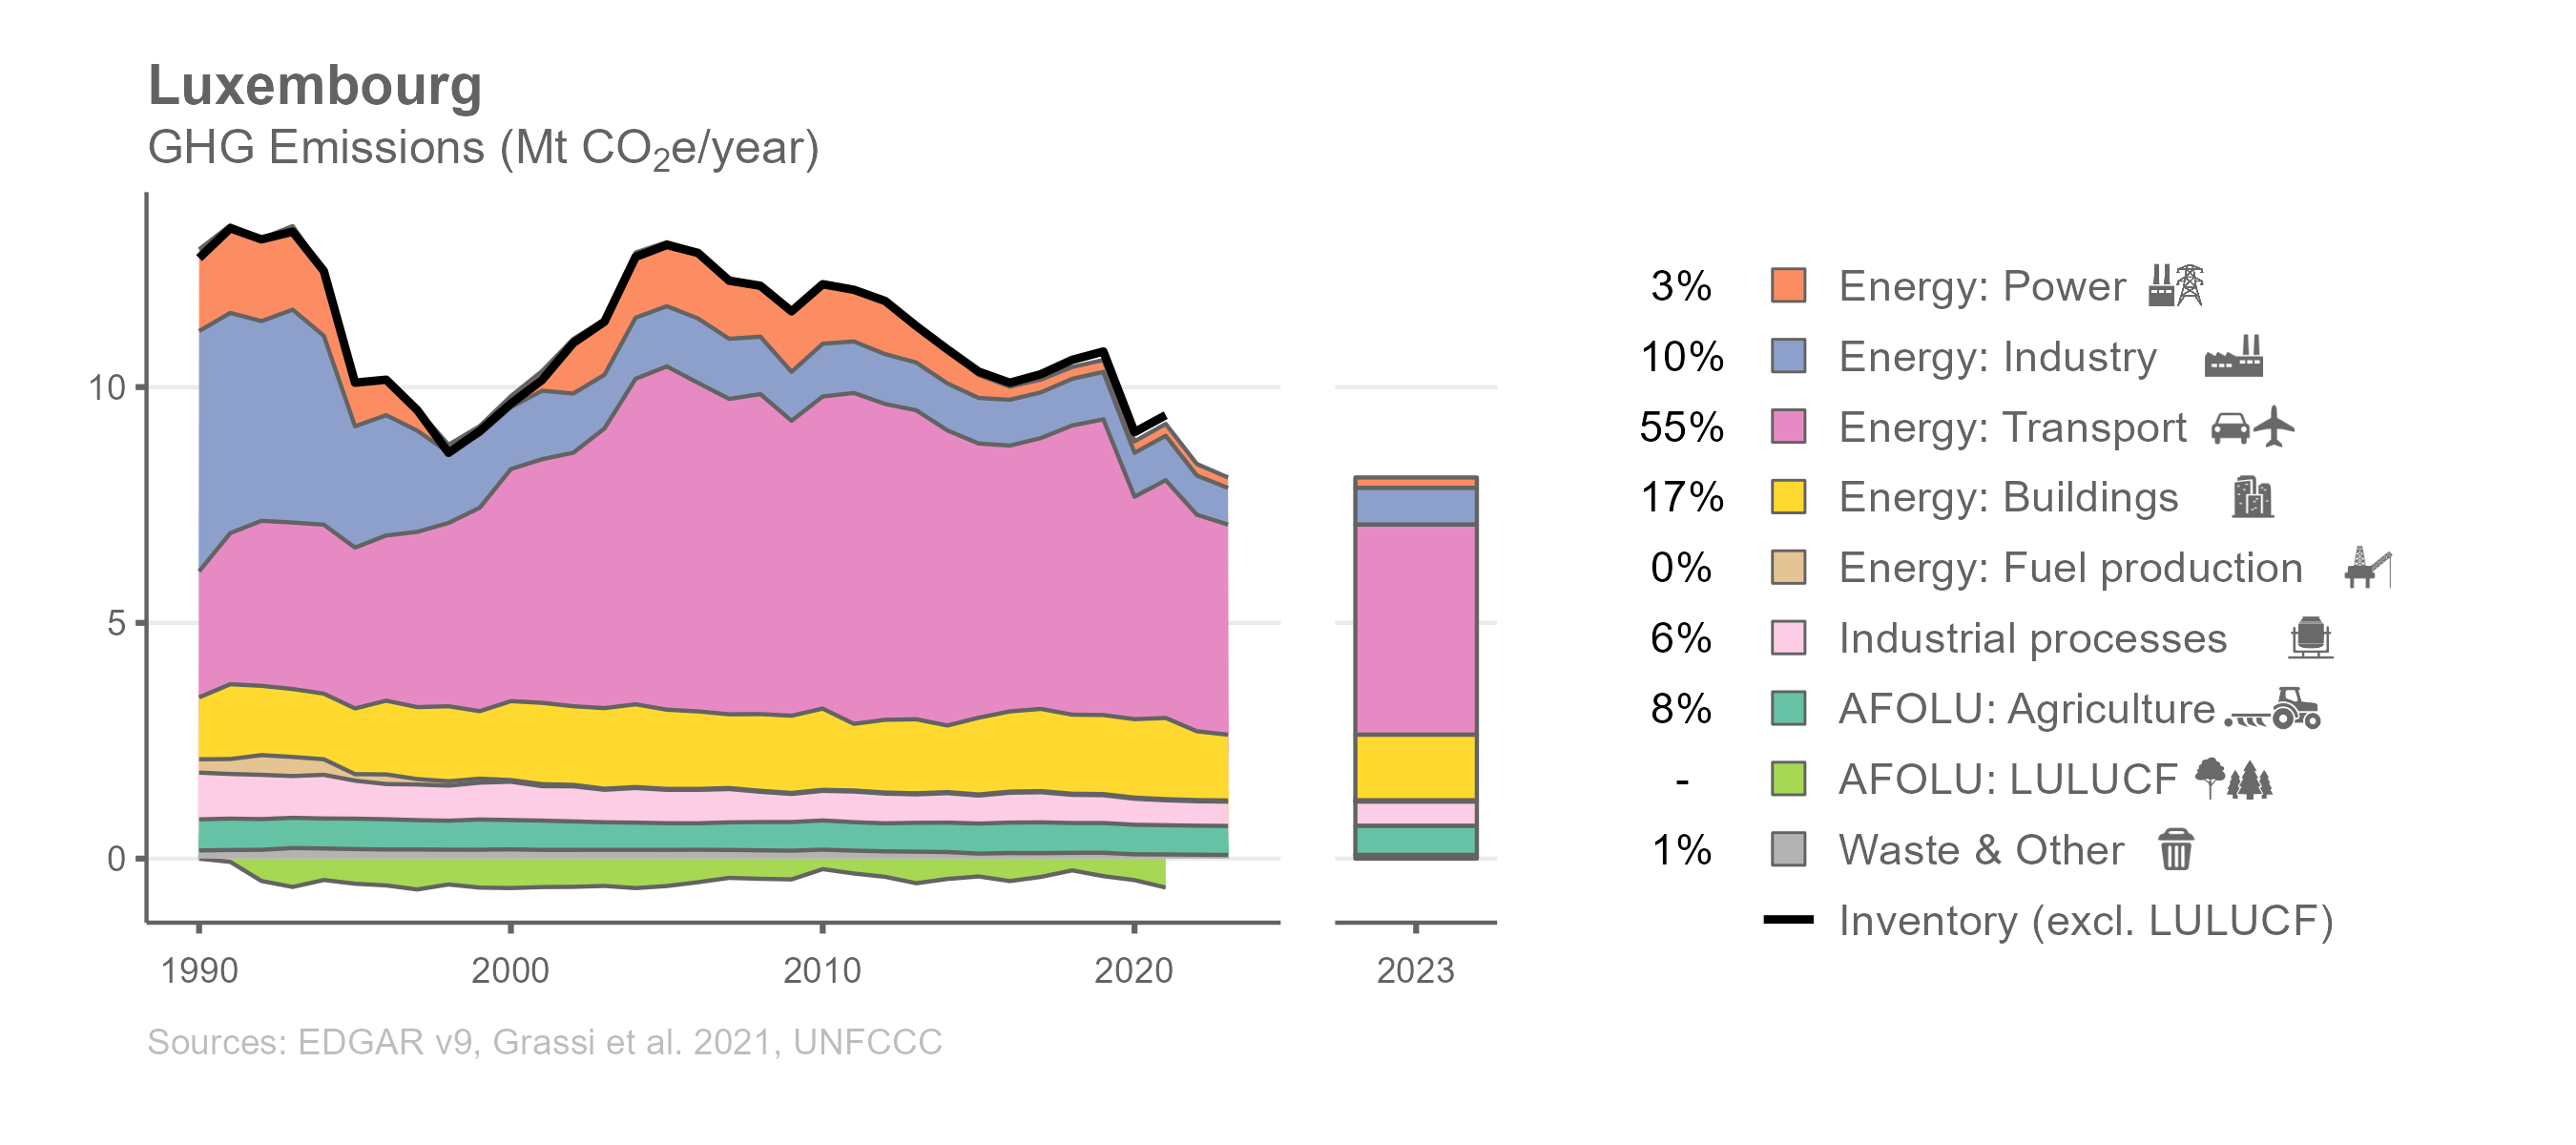 Luxembourg
GHG Emissions (Mt CO₂e/year)
10
5
0
1990 2000 2010 2020 2023
3% Energy: Power
10% Energy: Industry
55% Energy: Transport
17% Energy: Buildings
0% Energy: Fuel production
6% Industrial processes
8% AFOLU: Agriculture
- AFOLU: LULUCF
1% Waste & Other
Inventory (excl. LULUCF)
Sources: EDGAR v9, Grassi et al. 2021, UNFCCC